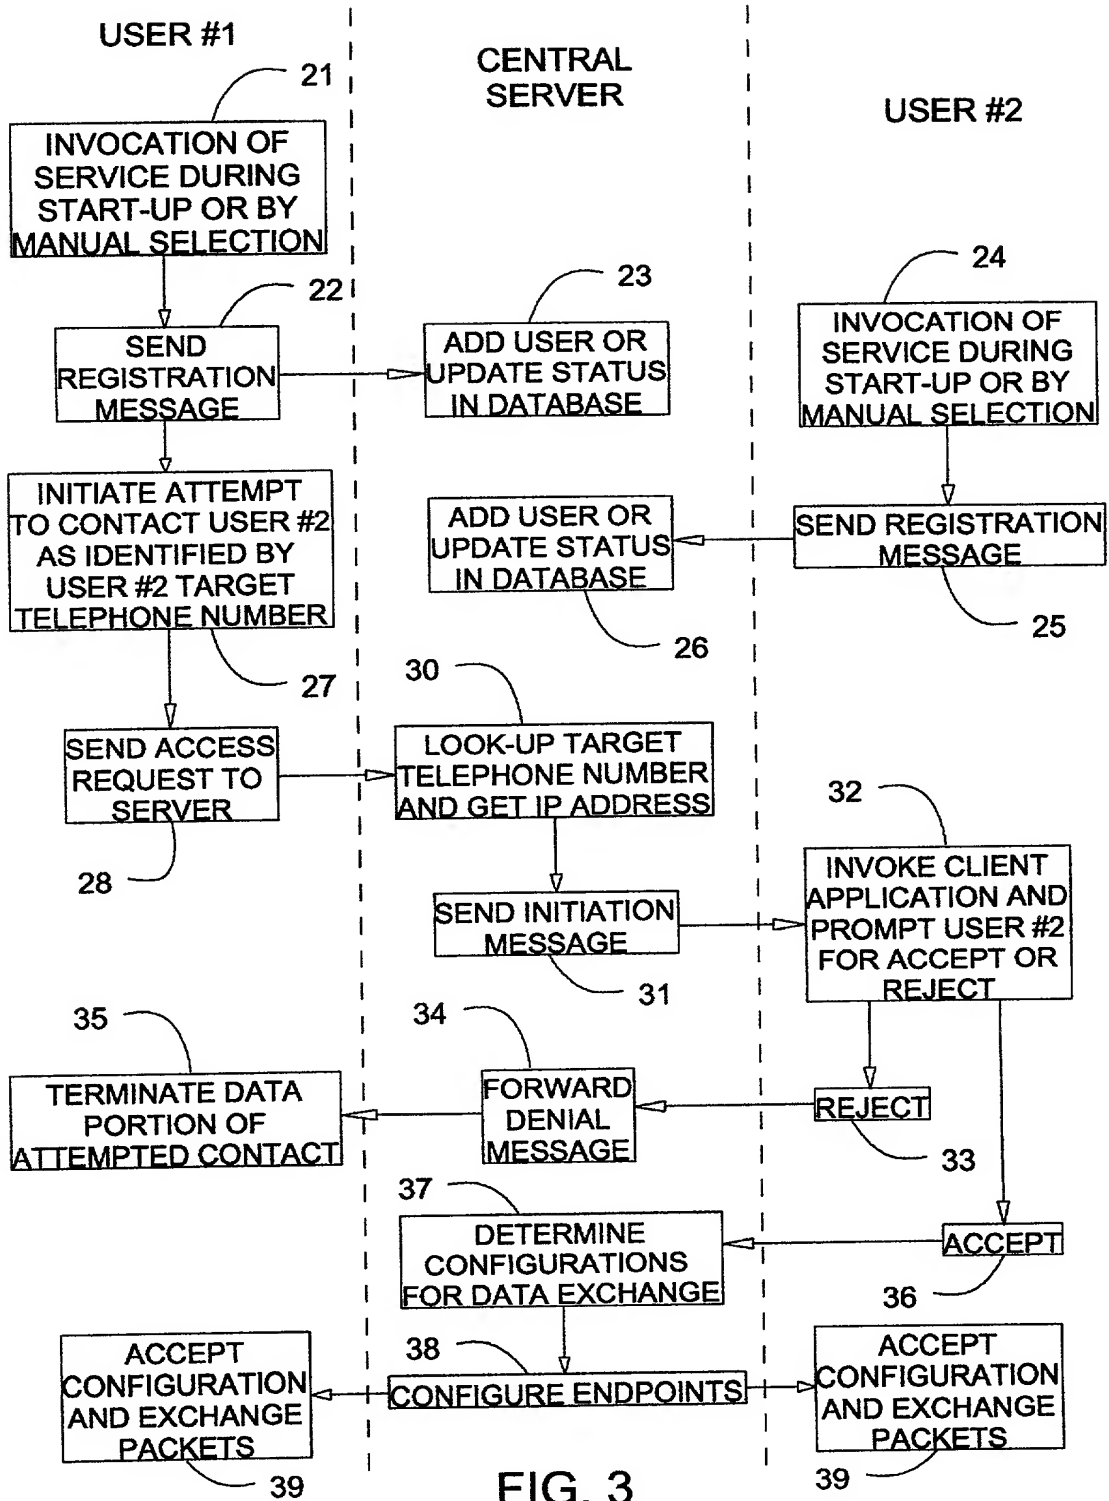 USER #1
CENTRAL
SERVER
USER #2
21
INVOCATION OF
SERVICE DURING
START-UP OR BY
MANUAL SELECTION
22
SEND
REGISTRATION
MESSAGE
23
ADD USER OR
UPDATE STATUS
IN DATABASE
24
INVOCATION OF
SERVICE DURING
START-UP OR BY
MANUAL SELECTION
INITIATE ATTEMPT
TO CONTACT USER #2
AS IDENTIFIED BY
USER #2 TARGET
TELEPHONE NUMBER
27
ADD USER OR
UPDATE STATUS
IN DATABASE
26
SEND REGISTRATION
MESSAGE
25
SEND ACCESS
REQUEST TO
SERVER
28
30
LOOK-UP TARGET
TELEPHONE NUMBER
AND GET IP ADDRESS
SEND INITIATION
MESSAGE
31
32
INVOKE CLIENT
APPLICATION AND
PROMPT USER #2
FOR ACCEPT OR
REJECT
35
TERMINATE DATA
PORTION OF
ATTEMPTED CONTACT
34
FORWARD
DENIAL
MESSAGE
REJECT
33
37
DETERMINE
CONFIGURATIONS
FOR DATA EXCHANGE
ACCEPT
36
ACCEPT
CONFIGURATION
AND EXCHANGE
PACKETS
39
38
CONFIGURE ENDPOINTS
ACCEPT
CONFIGURATION
AND EXCHANGE
PACKETS
39
FIG. 3